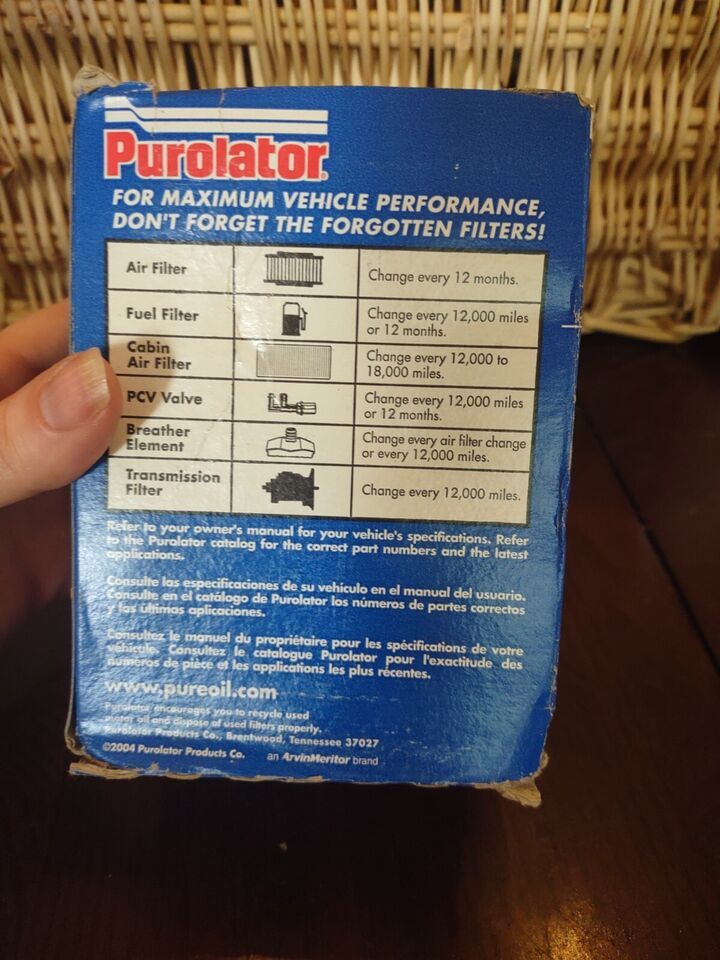 Purolator®
FOR MAXIMUM VEHICLE PERFORMANCE,
DON'T FORGET THE FORGOTTEN FILTERS!
Air Filter
Change every 12 months.
Fuel Filter
Change every 12,000 miles
or 12 months.
Cabin
Air Filter
Change every 12,000 to
18,000 miles.
PCV Valve
Change every 12,000 miles
or 12 months.
Breather
Element
Change every air filter change
or every 12,000 miles.
Transmission
Filter
Change every 12,000 miles.
Refer to your owner's manual for your vehicle's specifications. Refer
to the Purolator catalog for the correct part numbers and the latest
applications.
Consulte las especificaciones de su vehiculo en el manual del usuario.
Consulte en el catálogo de Purolator los números de partes correctos
y las últimas aplicaciones.
Consultez le manuel du propriétaire pour les spécifications de votre
véhicule. Consultez le catalogue Purolator pour l'exactitude des
numéros de pièce et les applications les plus récentes.
www.pureoil.com
Purolator encourages you to recycle used
motor oil and dispose of used filters properly.
Purolator Products Co., Brentwood, Tennessee 37027
©2004 Purolator Products Co. an ArvinMeritor brand